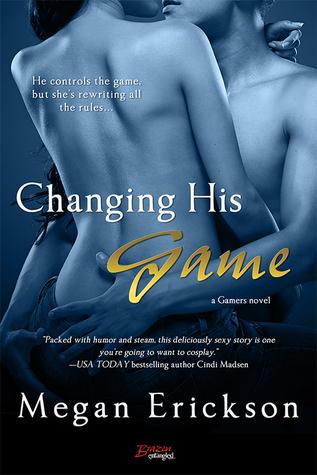 He controls the game,
but she's rewriting all
the rules...
Changing His
Game
a Gamers novel
"Packed with humor and steam, this deliciously sexy story is one
you're going to want to cosplay."
—USA TODAY bestselling author Cindi Madsen
Megan Erickson
Brazen
entangled